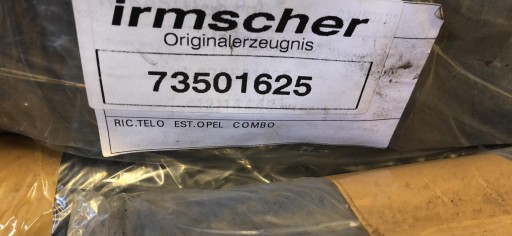 irmscher
Originalerzeugnis
73501625
RIC.TELO EST.OPEL COMBO